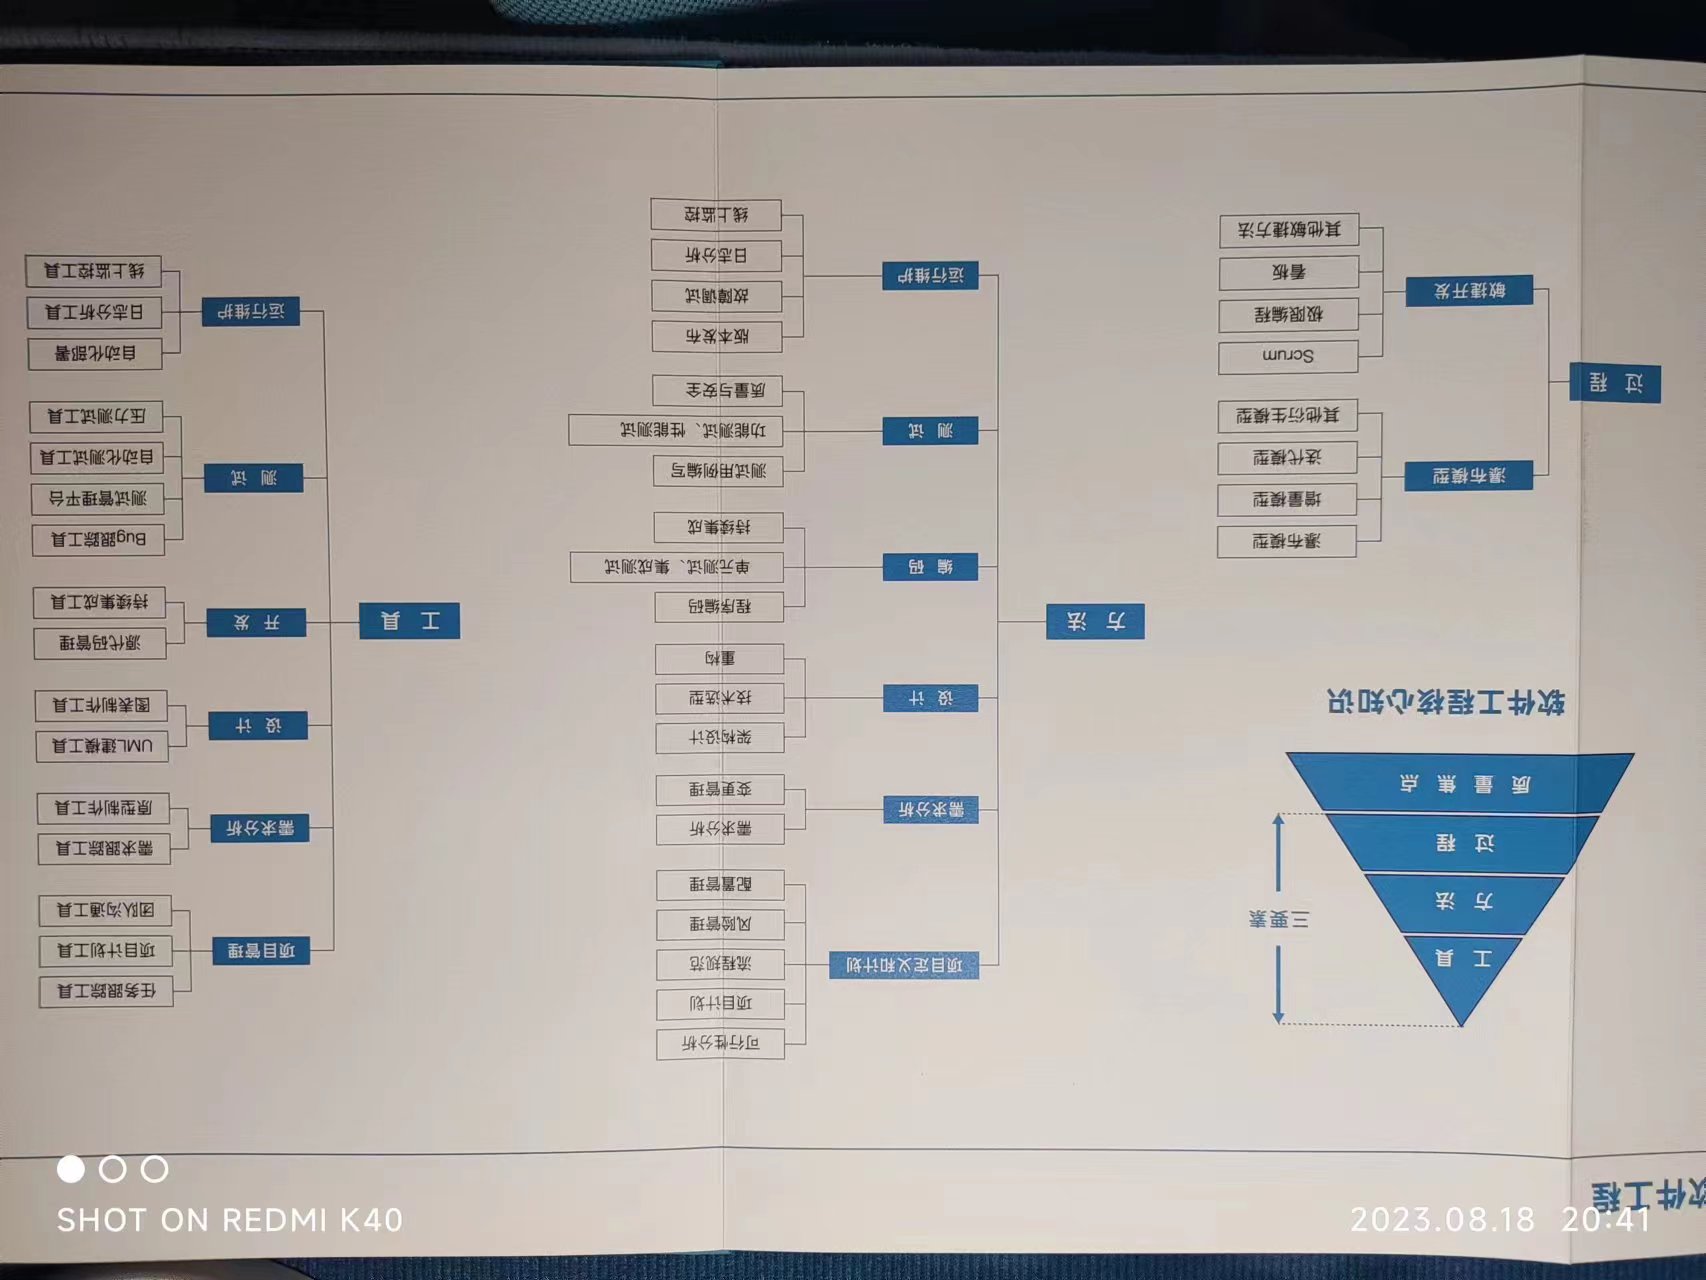 软件工程
工 具
方 法
过 程
质 量 焦 点
三要素
软件工程核心知识
过 程
瀑布模型
瀑布模型
增量模型
迭代模型
其他衍生模型
敏捷开发
Scrum
极限编程
看板
其他敏捷方法
方 法
项目定义和计划
可行性分析
项目计划
流程规范
风险管理
配置管理
需求分析
需求分析
变更管理
设 计
架构设计
技术选型
重构
编 码
程序编码
单元测试、集成测试
持续集成
测 试
测试用例编写
功能测试、性能测试
质量与安全
运行维护
版本发布
故障调试
日志分析
线上监控
工 具
项目管理
任务跟踪工具
项目计划工具
团队沟通工具
需求分析
需求跟踪工具
原型制作工具
设 计
UML建模工具
图表制作工具
开 发
源代码管理
持续集成工具
测 试
Bug跟踪工具
测试管理平台
自动化测试工具
压力测试工具
运行维护
自动化部署
日志分析工具
线上监控工具
SHOT ON REDMI K40
2023.08.18 20:41